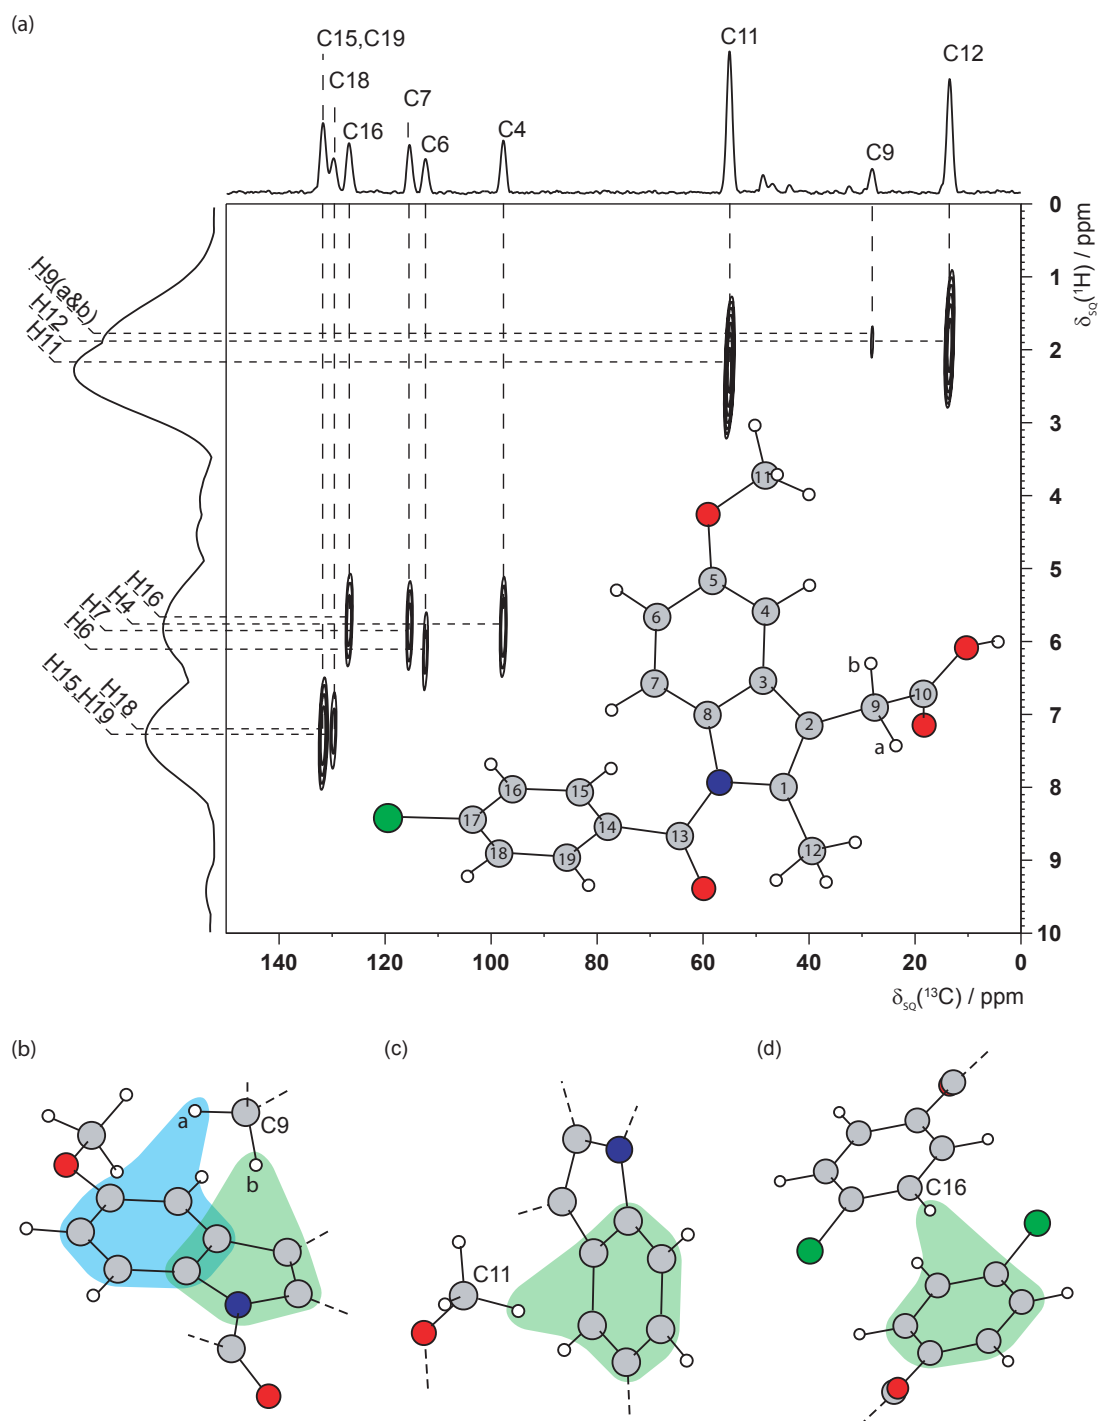 (a)
C15,C19
C18
C16
C7
C6
C4
C11
C9
C12
H9(a&b)
H12
H11
H16
H4
H7
H6
H18
H15,H19
0
1
2
3
4
5
6
7
8
9
10
δSQ(¹H) / ppm
140 120 100 80 60 40 20 0
δSQ(¹³C) / ppm
11
5
6
4
7
3
8
2
b
9
10
a
1
16
15
17
14
13
18
19
12
(b)
a
C9
b
(c)
C11
(d)
C16